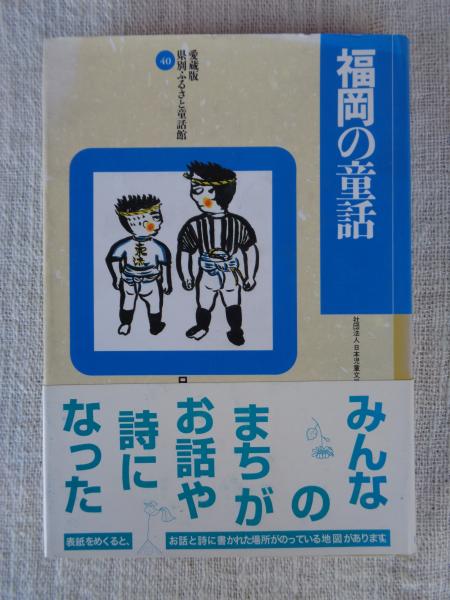 福岡の童話
愛蔵版
県別ふるさと童話館
40
社団法人日本児童文
みんな
の
まちが
お話や
詩に
なった
表紙をめくると、
お話と詩に書かれた場所がのっている地図があります。